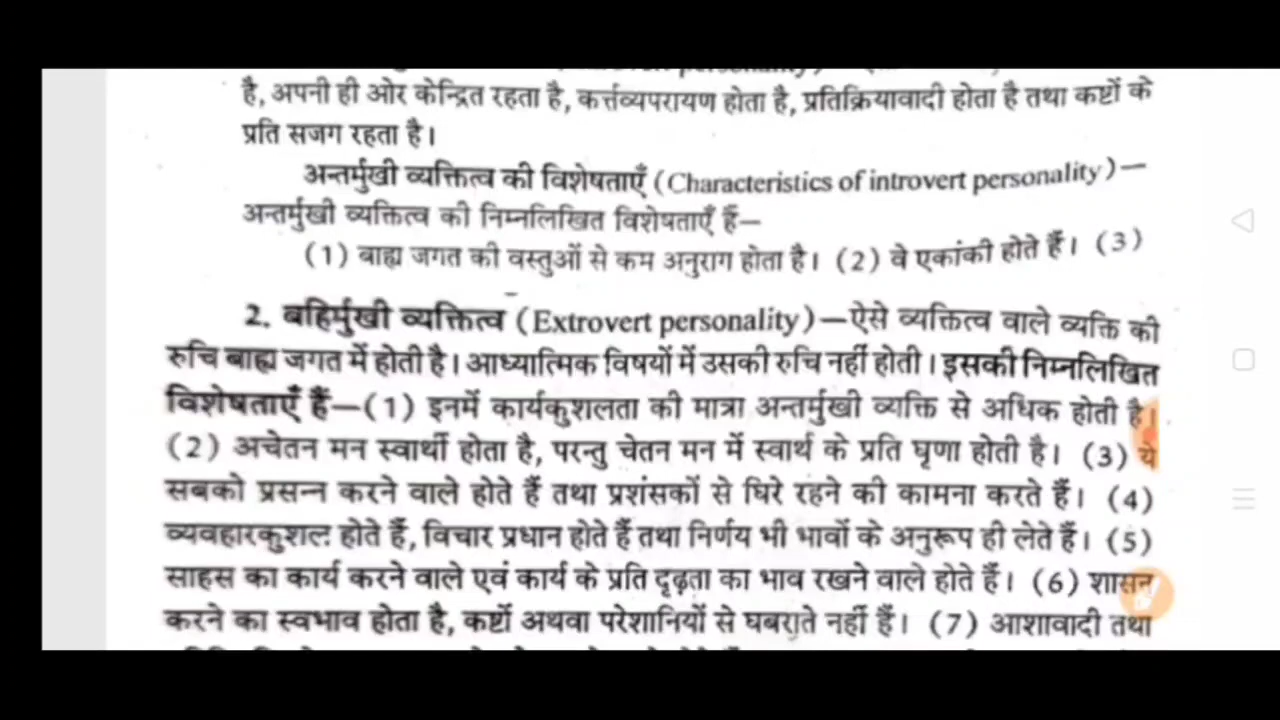 है, अपनी ही ओर केन्द्रित रहता है, कर्त्तव्यपरायण होता है, प्रतिक्रियावादी होता है तथा कष्टों के
प्रति सजग रहता है।
अन्तर्मुखी व्यक्तित्व की विशेषताएँ (Characteristics of introvert personality)—
अन्तर्मुखी व्यक्तित्व की निम्नलिखित विशेषताएँ हैं—
(1) बाह्य जगत की वस्तुओं से कम अनुराग होता है। (2) वे एकांकी होते हैं। (3)
2. बहिर्मुखी व्यक्तित्व (Extrovert personality)—ऐसे व्यक्तित्व वाले व्यक्ति की
रुचि बाह्य जगत में होती है। आध्यात्मिक विषयों में उसकी रुचि नहीं होती। इसकी निम्नलिखित
विशेषताएँ हैं—(1) इनमें कार्यकुशलता की मात्रा अन्तर्मुखी व्यक्ति से अधिक होती है।
(2) अचेतन मन स्वार्थी होता है, परन्तु चेतन मन में स्वार्थ के प्रति घृणा होती है। (3) ये
सबको प्रसन्न करने वाले होते हैं तथा प्रशंसकों से घिरे रहने की कामना करते हैं। (4)
व्यवहारकुशल होते हैं, विचार प्रधान होते हैं तथा निर्णय भी भावों के अनुरूप ही लेते हैं। (5)
साहस का कार्य करने वाले एवं कार्य के प्रति दृढ़ता का भाव रखने वाले होते हैं। (6) शासन
करने का स्वभाव होता है, कष्टों अथवा परेशानियों से घबराते नहीं हैं। (7) आशावादी तथा